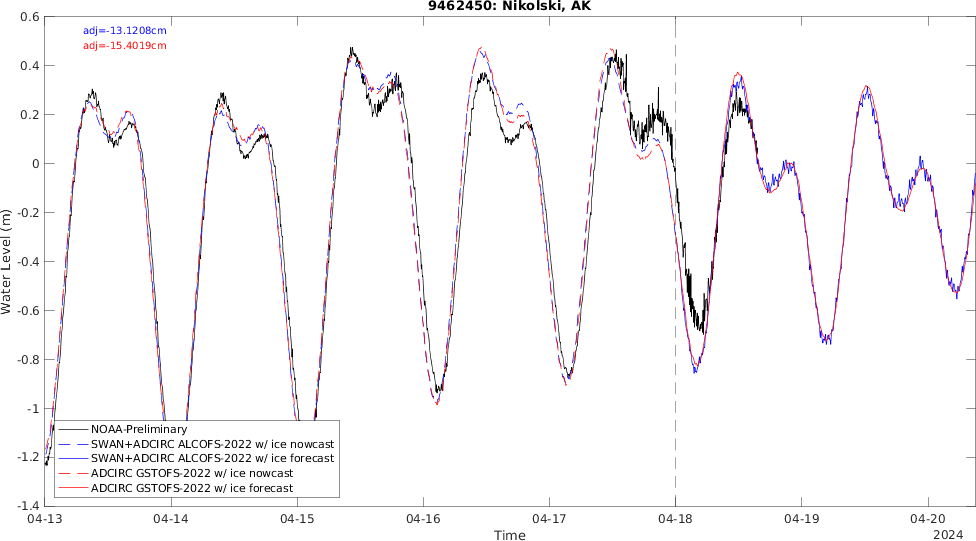 9462450: Nikolski, AK
adj=-13.1208cm
adj=-15.4019cm
Water Level (m)
0.6
0.4
0.2
0
-0.2
-0.4
-0.6
-0.8
-1
-1.2
-1.4
NOAA-Preliminary
SWAN+ADCIRC ALCOFS-2022 w/ ice nowcast
SWAN+ADCIRC ALCOFS-2022 w/ ice forecast
ADCIRC GSTOFS-2022 w/ ice nowcast
ADCIRC GSTOFS-2022 w/ ice forecast
04-13 04-14 04-15 04-16 04-17 04-18 04-19 04-20
Time
2024